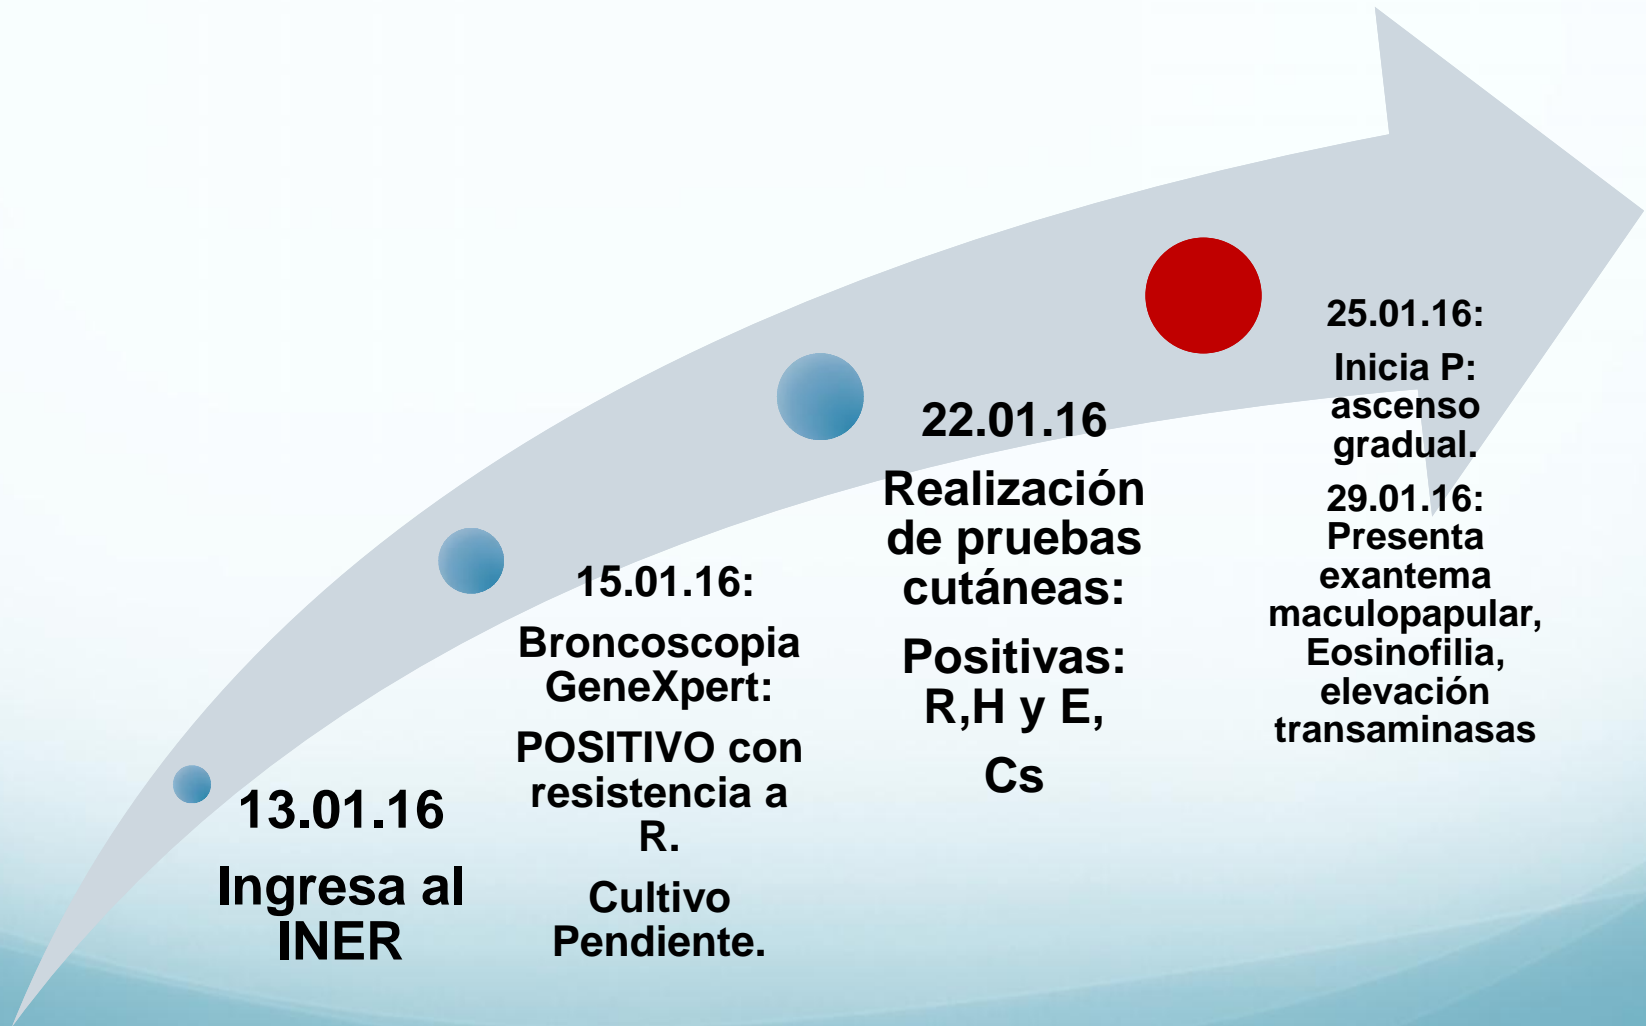 13.01.16
Ingresa al
INER
15.01.16:
Broncoscopia
GeneXpert:
POSITIVO con
resistencia a
R.
Cultivo
Pendiente.
22.01.16
Realización
de pruebas
cutáneas:
Positivas:
R,H y E,
Cs
25.01.16:
Inicia P:
ascenso
gradual.
29.01.16:
Presenta
exantema
maculopapular,
Eosinofilia,
elevación
transaminasas